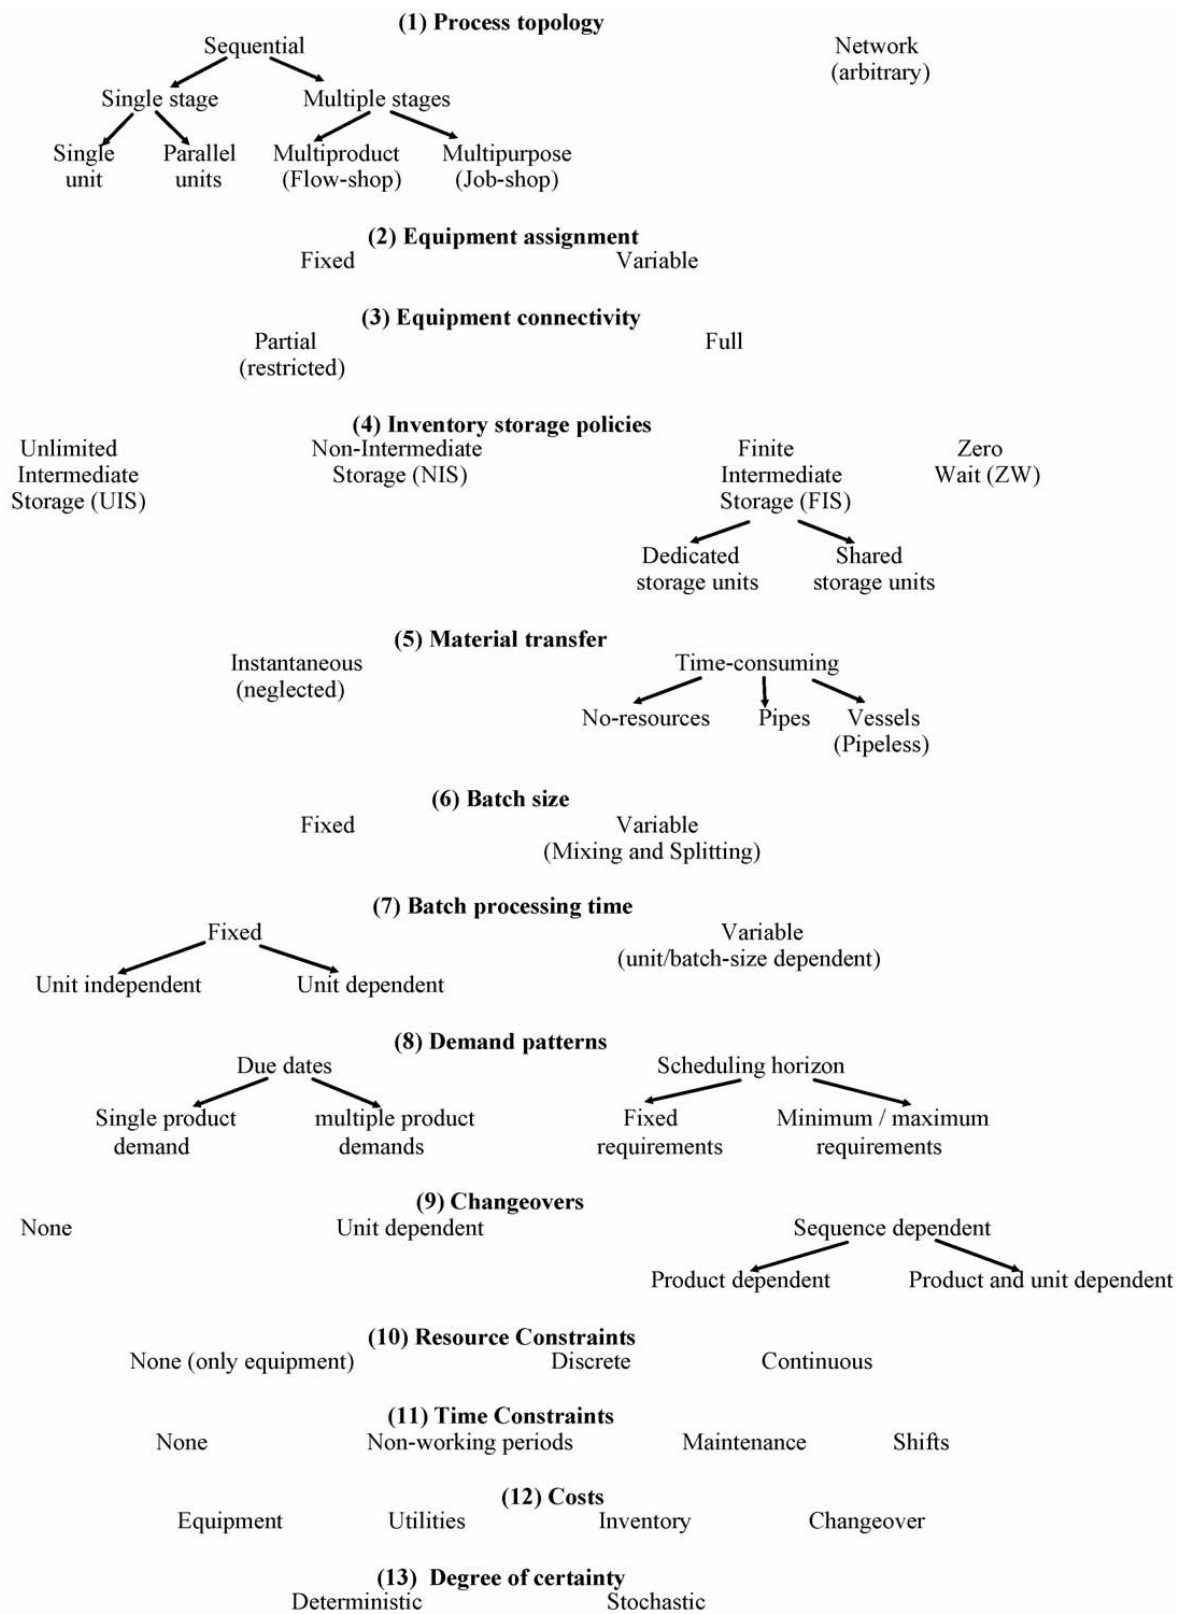 (1) Process topology
Sequential
Network
(arbitrary)
Single stage
Multiple stages
Single
unit
Parallel
units
Multiproduct
(Flow-shop)
Multipurpose
(Job-shop)
(2) Equipment assignment
Fixed
Variable
(3) Equipment connectivity
Partial
(restricted)
Full
(4) Inventory storage policies
Unlimited
Intermediate
Storage (UIS)
Non-Intermediate
Storage (NIS)
Finite
Intermediate
Storage (FIS)
Zero
Wait (ZW)
Dedicated
storage units
Shared
storage units
(5) Material transfer
Instantaneous
(neglected)
Time-consuming
No-resources
Pipes
Vessels
(Pipeless)
(6) Batch size
Fixed
Variable
(Mixing and Splitting)
(7) Batch processing time
Fixed
Variable
(unit/batch-size dependent)
Unit independent
Unit dependent
(8) Demand patterns
Due dates
Scheduling horizon
Single product
demand
multiple product
demands
Fixed
requirements
Minimum / maximum
requirements
(9) Changeovers
None
Unit dependent
Sequence dependent
Product dependent
Product and unit dependent
(10) Resource Constraints
None (only equipment)
Discrete
Continuous
(11) Time Constraints
None
Non-working periods
Maintenance
Shifts
(12) Costs
Equipment
Utilities
Inventory
Changeover
(13) Degree of certainty
Deterministic
Stochastic